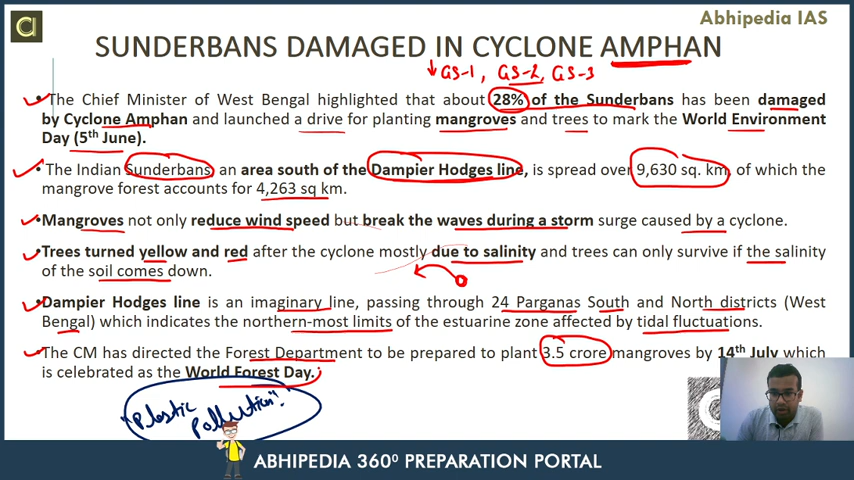 Abhipedia IAS
a
SUNDERBANS DAMAGED IN CYCLONE AMPHAN
GS-1, GS-2, GS-3
• The Chief Minister of West Bengal highlighted that about 28% of the Sunderbans has been damaged
by Cyclone Amphan and launched a drive for planting mangroves and trees to mark the World Environment
Day (5th June).
• The Indian Sunderbans, an area south of the Dampier Hodges line, is spread over 9,630 sq. km, of which the
mangrove forest accounts for 4,263 sq km.
• Mangroves not only reduce wind speed but break the waves during a storm surge caused by a cyclone.
• Trees turned yellow and red after the cyclone mostly due to salinity and trees can only survive if the salinity
of the soil comes down.
• Dampier Hodges line is an imaginary line, passing through 24 Parganas South and North districts (West
Bengal) which indicates the northern-most limits of the estuarine zone affected by tidal fluctuations.
• The CM has directed the Forest Department to be prepared to plant 3.5 crore mangroves by 14th July which
is celebrated as the World Forest Day.
"Plastic
Pollution"
ABHIPEDIA 360⁰ PREPARATION PORTAL